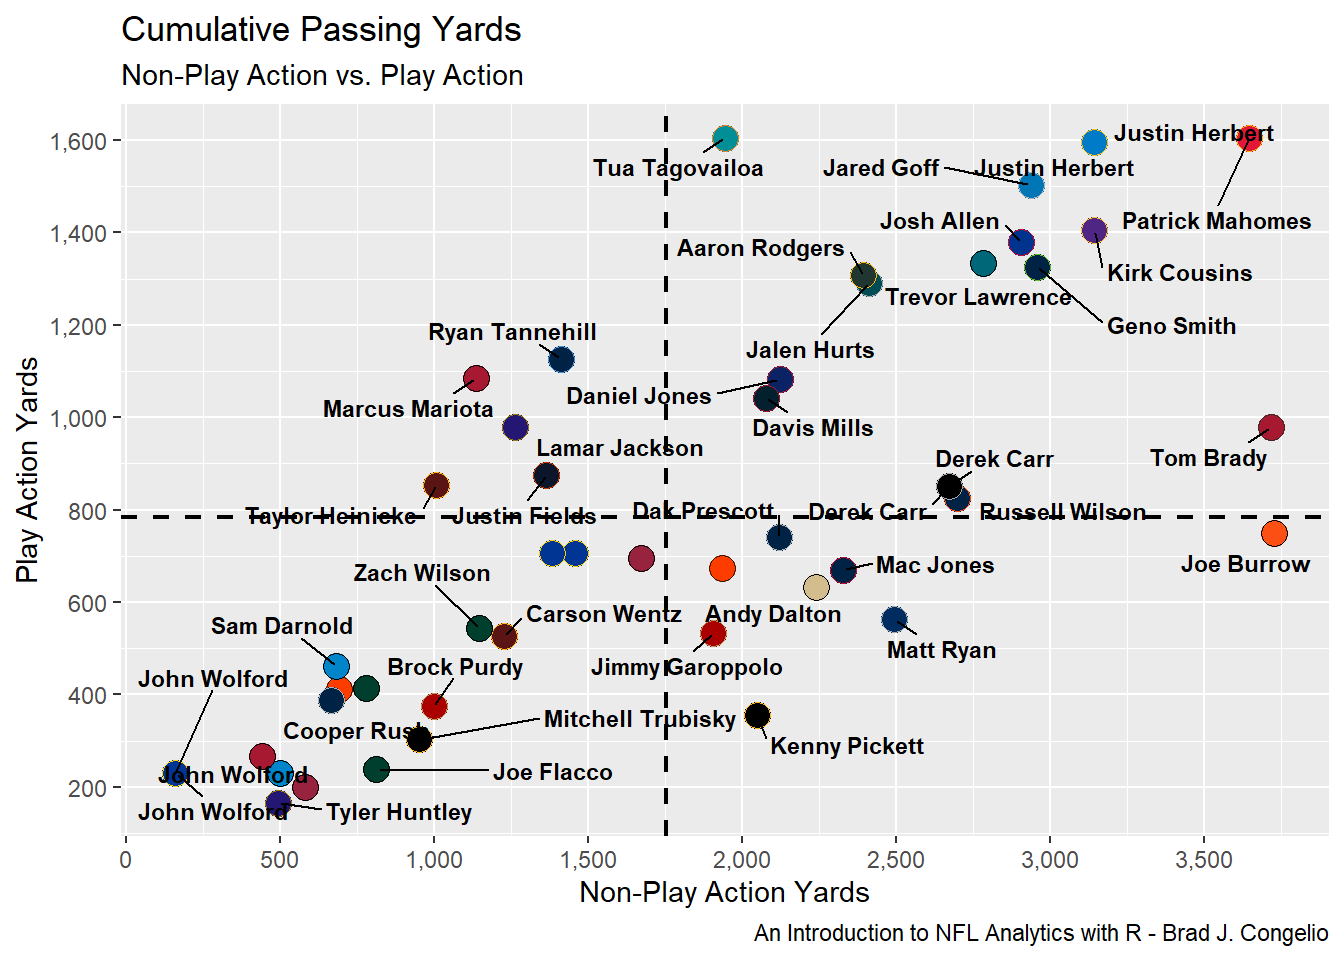 Cumulative Passing Yards
Non-Play Action vs. Play Action
Play Action Yards
1,600
1,400
1,200
1,000
800
600
400
200
Justin Herbert
Tua Tagovailoa
Jared Goff
Justin Herbert
Josh Allen
Patrick Mahomes
Aaron Rodgers
Kirk Cousins
Trevor Lawrence
Geno Smith
Ryan Tannehill
Jalen Hurts
Daniel Jones
Marcus Mariota
Davis Mills
Lamar Jackson
Derek Carr
Tom Brady
Taylor Heinicke
Justin Fields
Dak Prescott
Derek Carr
Russell Wilson
Joe Burrow
Mac Jones
Zach Wilson
Carson Wentz
Andy Dalton
Sam Darnold
Matt Ryan
Brock Purdy
Jimmy Garoppolo
John Wolford
Mitchell Trubisky
Cooper Rush
Kenny Pickett
Joe Flacco
John Wolford
John Wolford
Tyler Huntley
0
500
1,000
1,500
2,000
2,500
3,000
3,500
Non-Play Action Yards
An Introduction to NFL Analytics with R - Brad J. Congelio